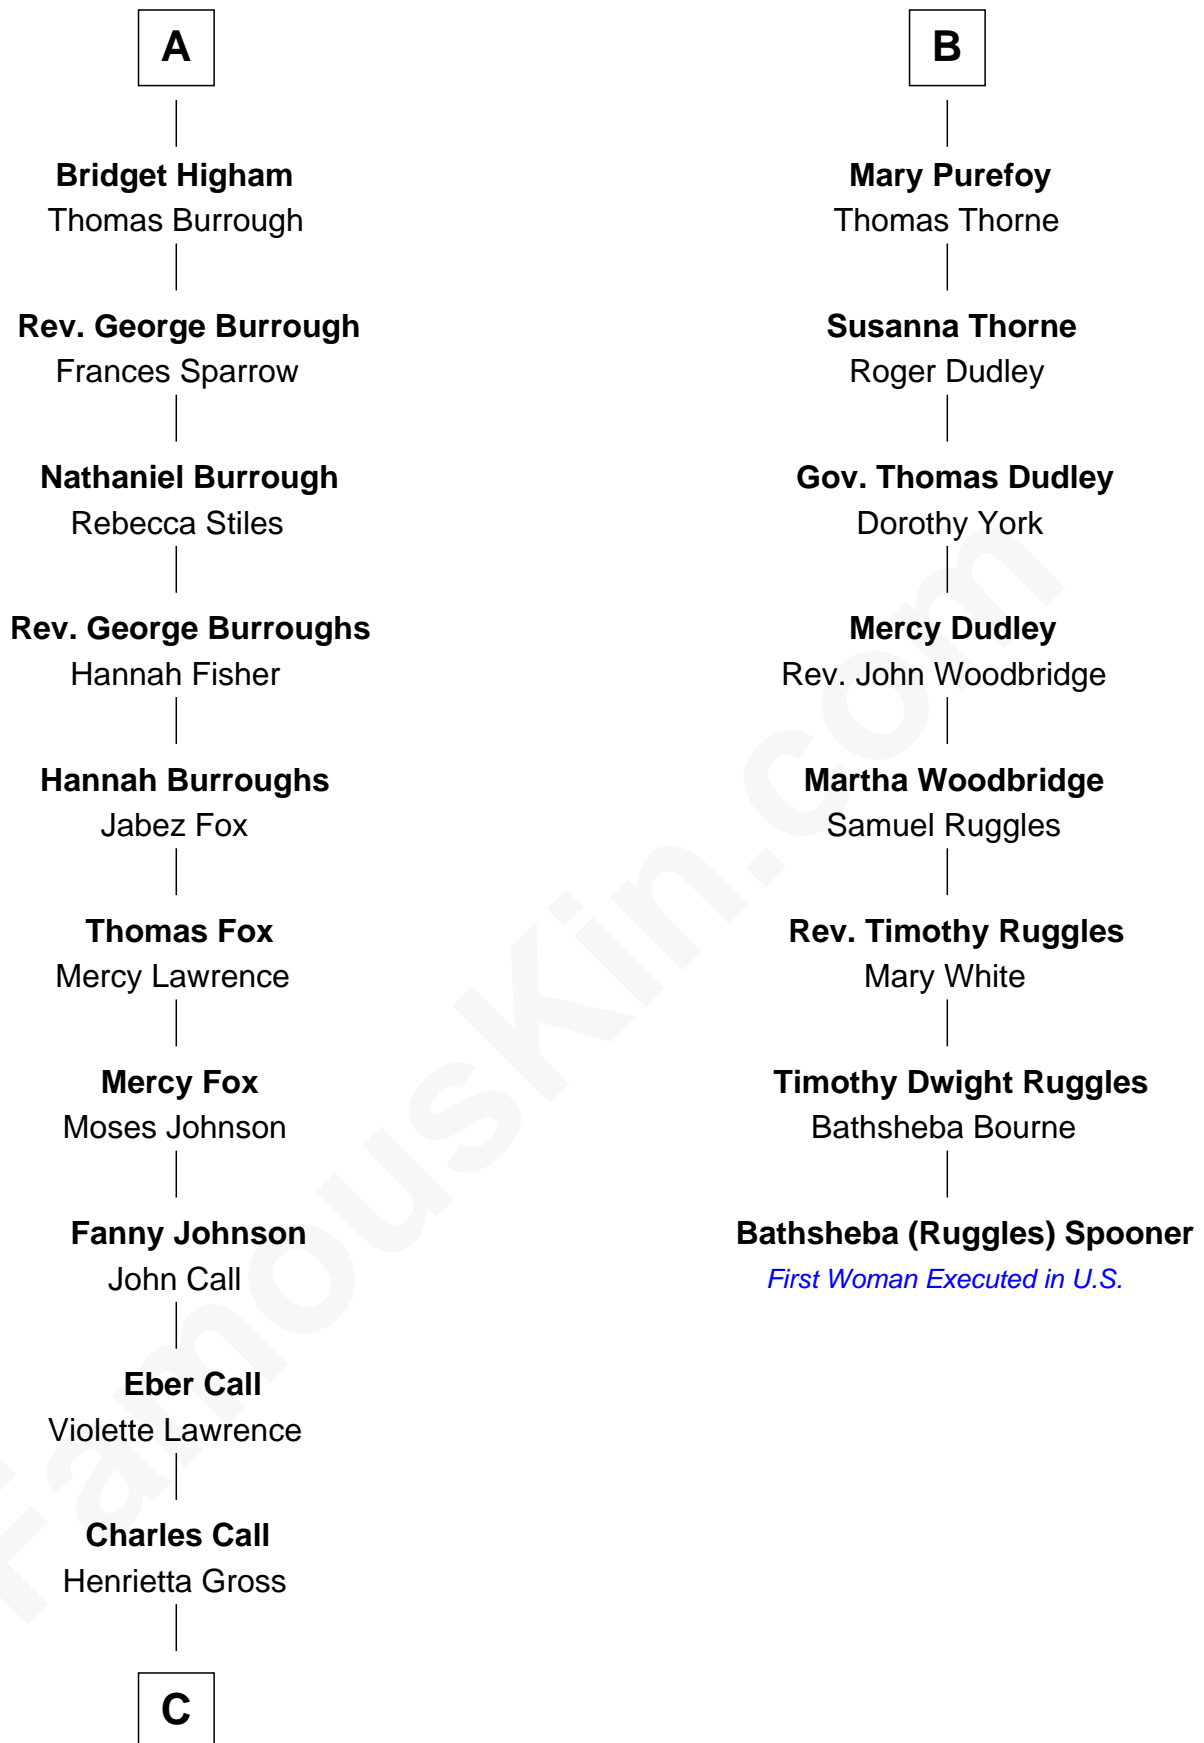 A
Bridget Higham
Thomas Burrough
Rev. George Burrough
Frances Sparrow
Nathaniel Burrough
Rebecca Stiles
Rev. George Burroughs
Hannah Fisher
Hannah Burroughs
Jabez Fox
Thomas Fox
Mercy Lawrence
Mercy Fox
Moses Johnson
Fanny Johnson
John Call
Eber Call
Violette Lawrence
Charles Call
Henrietta Gross
C
B
Mary Purefoy
Thomas Thorne
Susanna Thorne
Roger Dudley
Gov. Thomas Dudley
Dorothy York
Mercy Dudley
Rev. John Woodbridge
Martha Woodbridge
Samuel Ruggles
Rev. Timothy Ruggles
Mary White
Timothy Dwight Ruggles
Bathsheba Bourne
Bathsheba (Ruggles) Spooner
First Woman Executed in U.S.
FamousKin.com